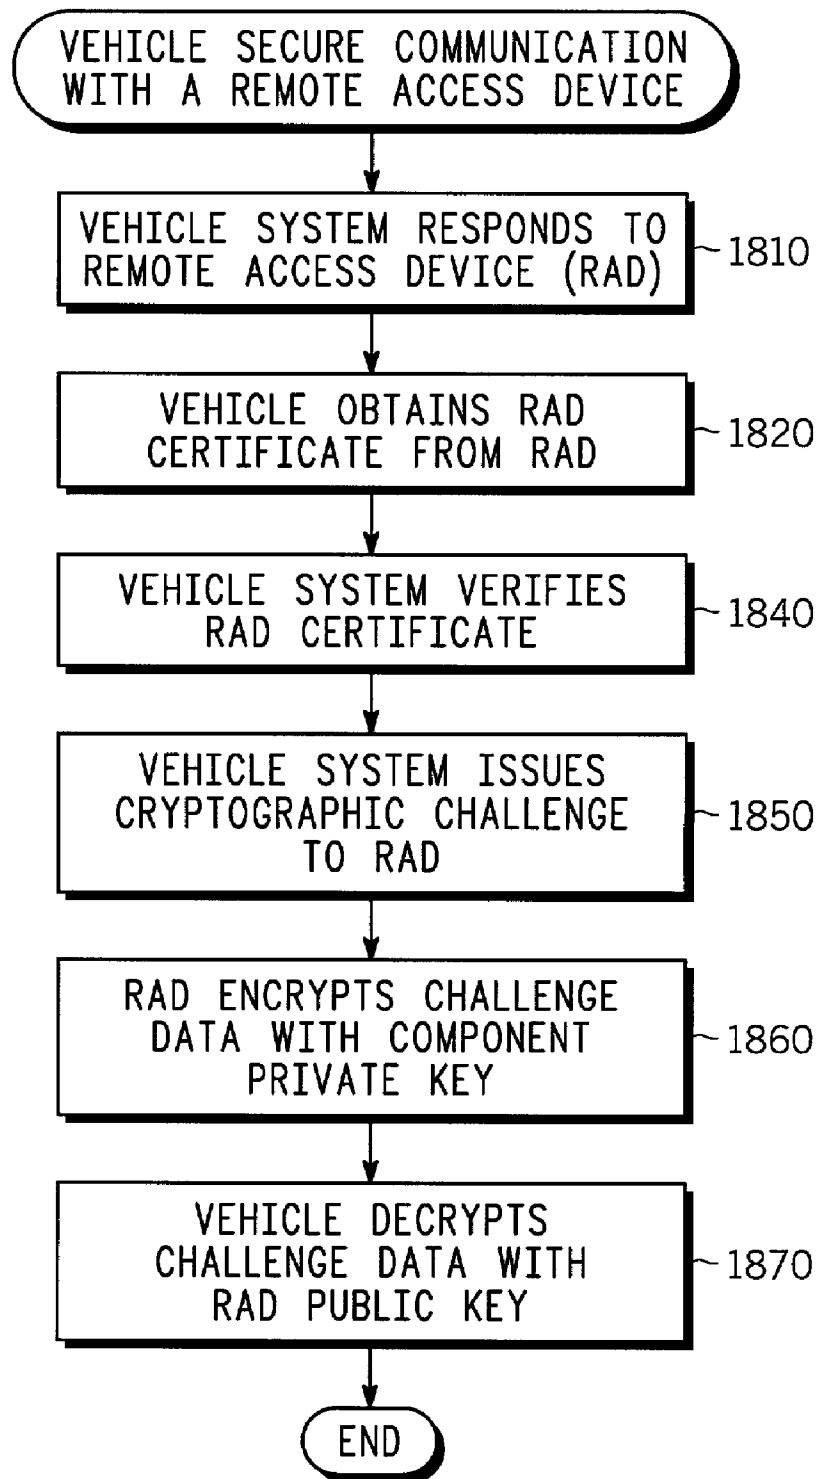 VEHICLE SECURE COMMUNICATION
WITH A REMOTE ACCESS DEVICE
VEHICLE SYSTEM RESPONDS TO
REMOTE ACCESS DEVICE (RAD)
1810
VEHICLE OBTAINS RAD
CERTIFICATE FROM RAD
1820
VEHICLE SYSTEM VERIFIES
RAD CERTIFICATE
1840
VEHICLE SYSTEM ISSUES
CRYPTOGRAPHIC CHALLENGE
TO RAD
1850
RAD ENCRYPTS CHALLENGE
DATA WITH COMPONENT
PRIVATE KEY
1860
VEHICLE DECRYPTS
CHALLENGE DATA WITH
RAD PUBLIC KEY
1870
END